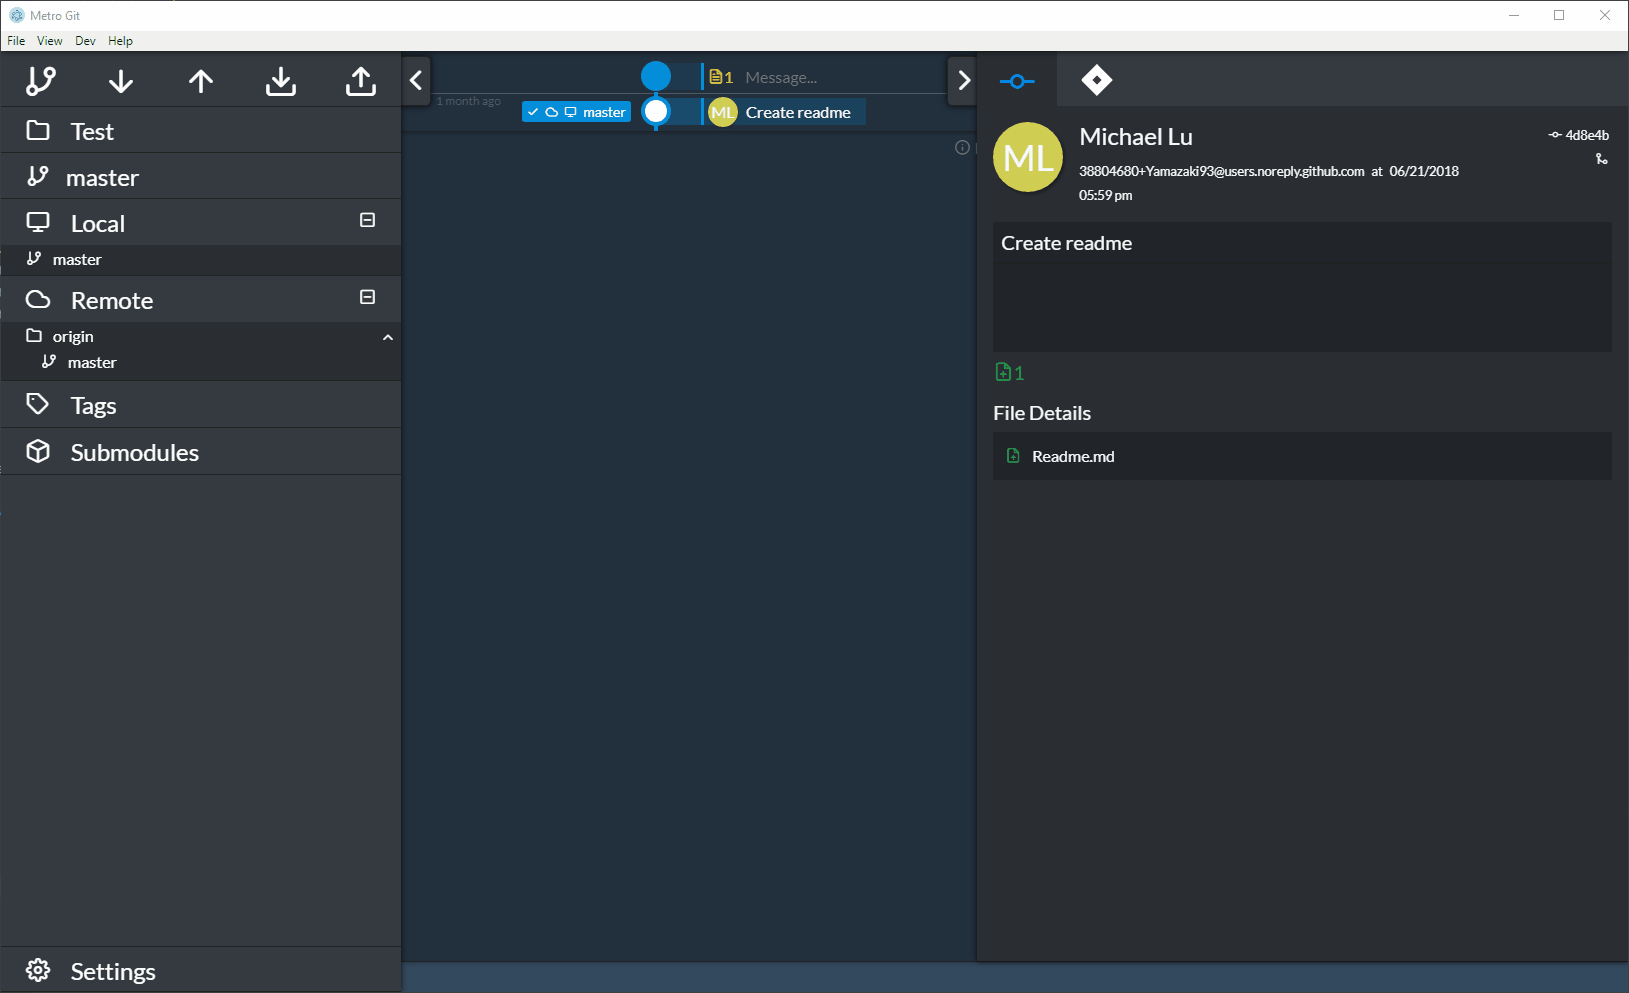 Metro Git
File View Dev Help
Test
master
Local
master
Remote
origin
master
Tags
Submodules
Settings
1 Message...
1 month ago
master
ML Create readme
ML
Michael Lu
4d8e4b
38804680+Yamazaki93@users.noreply.github.com at 06/21/2018
05:59 pm
Create readme
1
File Details
Readme.md